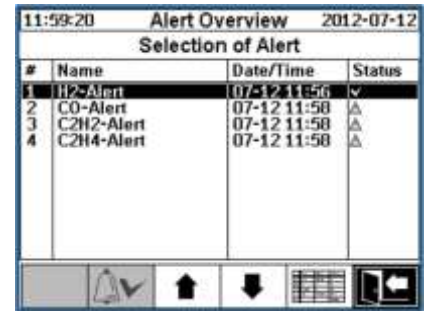 11:59:20 Alert Overview 2012-07-12
Selection of Alert
# Name Date/Time Status
1 H2-Alert 07-12 11:56
2 CO-Alert 07-12 11:58
3 C2H2-Alert 07-12 11:58
4 C2H4-Alert 07-12 11:58